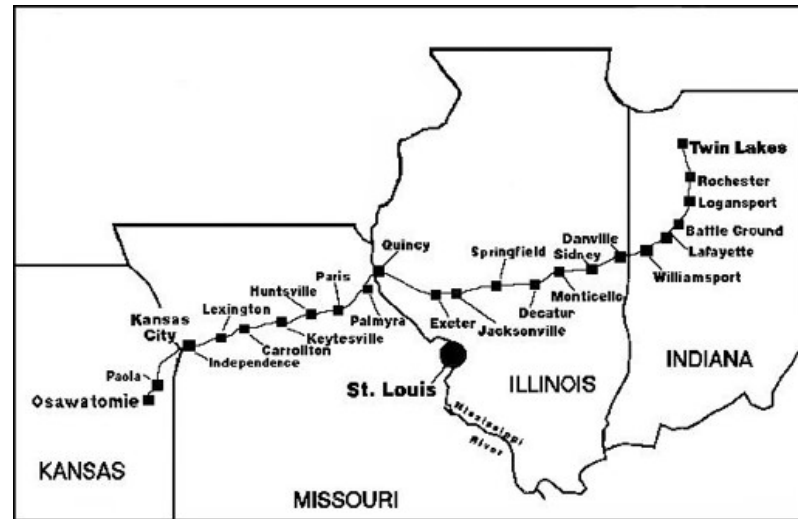 Twin Lakes
Rochester
Logansport
Battle Ground
Lafayette
Williamsport
Danville
Sidney
Monticello
Decatur
Springfield
Jacksonville
Exeter
Quincy
Palmyra
Paris
Huntsville
Keytesville
Carrollton
Lexington
Independence
Kansas
City
Paola
Osawatomie
St. Louis
Mississippi
River
KANSAS
MISSOURI
ILLINOIS
INDIANA